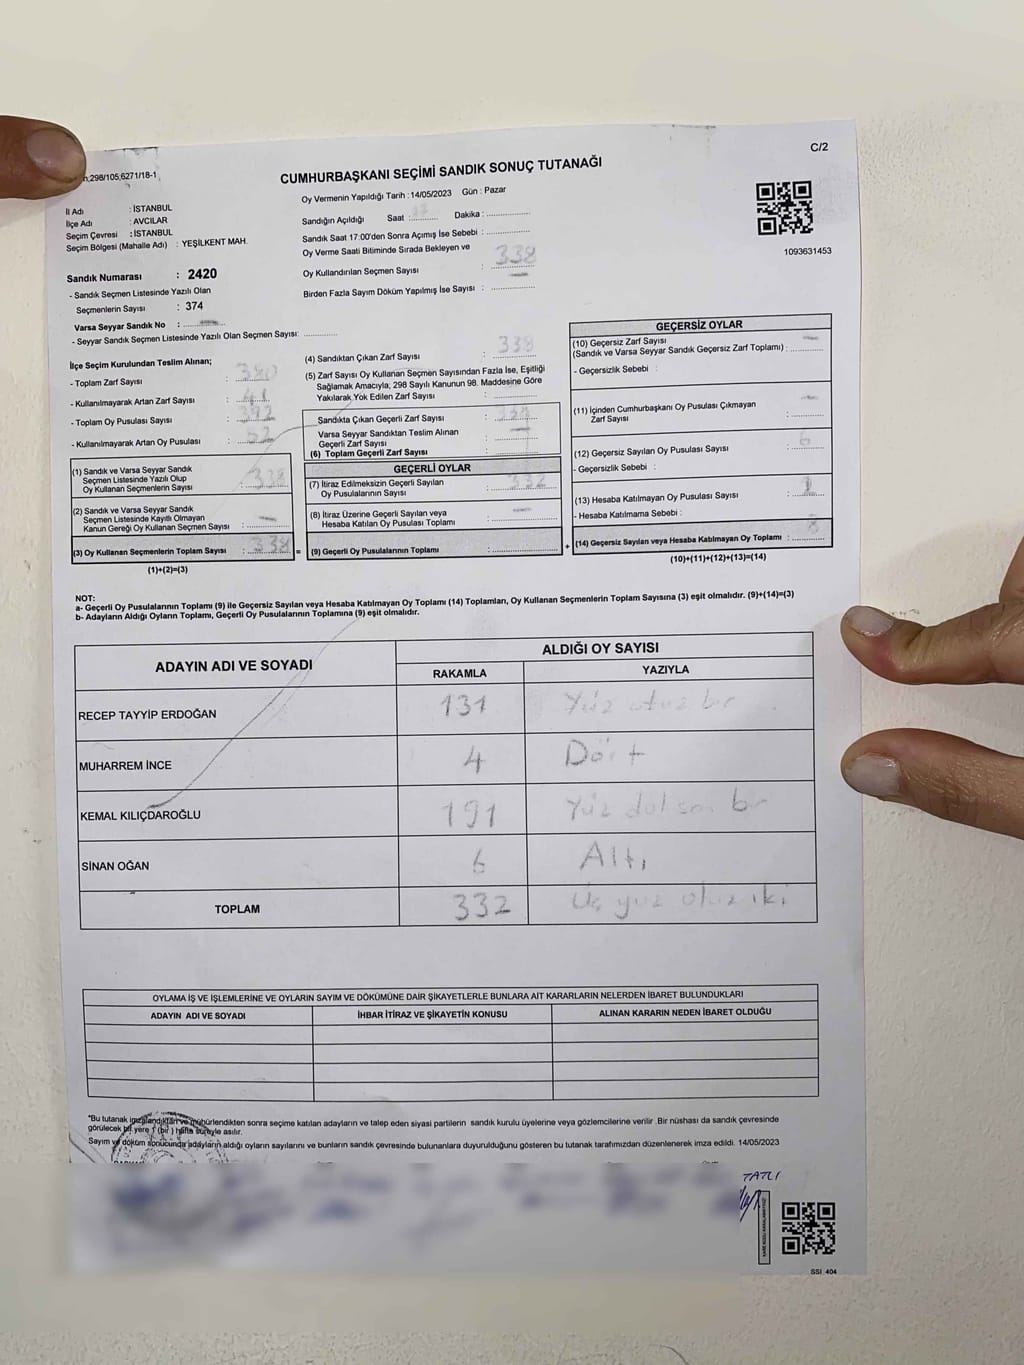 C/2
298/105,6271/18-1
CUMHURBAŞKANI SEÇİMİ SANDIK SONUÇ TUTANAĞI
İl Adı : İSTANBUL
İlçe Adı : AVCILAR
Seçim Çevresi : İSTANBUL
Seçim Bölgesi (Mahalle Adı) : YEŞİLKENT MAH.
Sandık Numarası : 2420
- Sandık Seçmen Listesinde Yazılı Olan
Seçmenlerin Sayısı : 374
Varsa Seyyar Sandık No :
- Seyyar Sandık Seçmen Listesinde Yazılı Olan Seçmen Sayısı:
Oy Vermenin Yapıldığı Tarih : 14/05/2023 Gün : Pazar
Sandığın Açıldığı Saat : 17 Dakika :
Sandık Saat 17:00'den Sonra Açımış İse Sebebi :
Oy Verme Saati Bitiminde Sırada Bekleyen ve
Oy Kullandırılan Seçmen Sayısı : 338
Birden Fazla Sayım Döküm Yapılmış İse Sayısı :
1093631453
İlçe Seçim Kurulundan Teslim Alınan;
- Toplam Zarf Sayısı : 380
- Kullanılmayarak Artan Zarf Sayısı : 41
- Toplam Oy Pusulası Sayısı : 392
- Kullanılmayarak Artan Oy Pusulası : 52
(1) Sandık ve Varsa Seyyar Sandık
Seçmen Listesinde Yazılı Olup
Oy Kullanan Seçmenlerin Sayısı : 338
(2) Sandık ve Varsa Seyyar Sandık
Seçmen Listesinde Kayıtlı Olmayan
Kanun Gereği Oy Kullanan Seçmen Sayısı :
(3) Oy Kullanan Seçmenlerin Toplam Sayısı : 338
(1)+(2)=(3)
(4) Sandıktan Çıkan Zarf Sayısı : 338
(5) Zarf Sayısı Oy Kullanan Seçmen Sayısından Fazla İse, Eşitliği
Sağlamak Amacıyla, 298 Sayılı Kanunun 98. Maddesine Göre
Yakılarak Yok Edilen Zarf Sayısı :
Sandıkta Çıkan Geçerli Zarf Sayısı : 338
Varsa Seyyar Sandıktan Teslim Alınan
Geçerli Zarf Sayısı :
(6) Toplam Geçerli Zarf Sayısı :
GEÇERLİ OYLAR
(7) İtiraz Edilmeksizin Geçerli Sayılan
Oy Pusulalarının Sayısı : 332
(8) İtiraz Üzerine Geçerli Sayılan veya
Hesaba Katılan Oy Pusulası Toplamı :
= (9) Geçerli Oy Pusulalarının Toplamı :
GEÇERSİZ OYLAR
(10) Geçersiz Zarf Sayısı
(Sandık ve Varsa Seyyar Sandık Geçersiz Zarf Toplamı) :
- Geçersizlik Sebebi :
(11) İçinden Cumhurbaşkanı Oy Pusulası Çıkmayan
Zarf Sayısı :
(12) Geçersiz Sayılan Oy Pusulası Sayısı : 6
- Geçersizlik Sebebi :
(13) Hesaba Katılmayan Oy Pusulası Sayısı :
- Hesaba Katılmama Sebebi :
+ (14) Geçersiz Sayılan veya Hesaba Katılmayan Oy Toplamı :
(10)+(11)+(12)+(13)=(14)
NOT:
a- Geçerli Oy Pusulalarının Toplamı (9) ile Geçersiz Sayılan veya Hesaba Katılmayan Oy Toplamı (14) Toplamları, Oy Kullanan Seçmenlerin Toplam Sayısına (3) eşit olmalıdır. (9)+(14)=(3)
b- Adayların Aldığı Oyların Toplamı, Geçerli Oy Pusulalarının Toplamına (9) eşit olmalıdır.
ADAYIN ADI VE SOYADI
ALDIĞI OY SAYISI
RAKAMLA YAZIYLA
RECEP TAYYİP ERDOĞAN 131 Yüz otuz bir
MUHARREM İNCE 4 Dört
KEMAL KILIÇDAROĞLU 191 Yüz doksan bir
SİNAN OĞAN 6 Altı
TOPLAM 332 Üç yüz otuz iki
OYLAMA İŞ VE İŞLEMLERİNE VE OYLARIN SAYIM VE DÖKÜMÜNE DAİR ŞİKAYETLERLE BUNLARA AİT KARARLARIN NELERDEN İBARET BULUNDUKLARI
ADAYIN ADI VE SOYADI İHBAR İTİRAZ VE ŞİKAYETİN KONUSU ALINAN KARARIN NEDEN İBARET OLDUĞU
*Bu tutanak imzalandıktan ve mühürlendikten sonra seçime katılan adayların ve talep eden siyasi partilerin sandık kurulu üyelerine veya gözlemcilerine verilir. Bir nüshası da sandık çevresinde
görülecek bir yere 1 (bir) hafta süreyle asılır.
Sayım ve döküm sonucunda adayların aldığı oyların sayılarını ve bunların sandık çevresinde bulunanlara duyurulduğunu gösteren bu tutanak tarafımızdan düzenlenerek imza edildi. 14/05/2023
TATLI
SSI 404